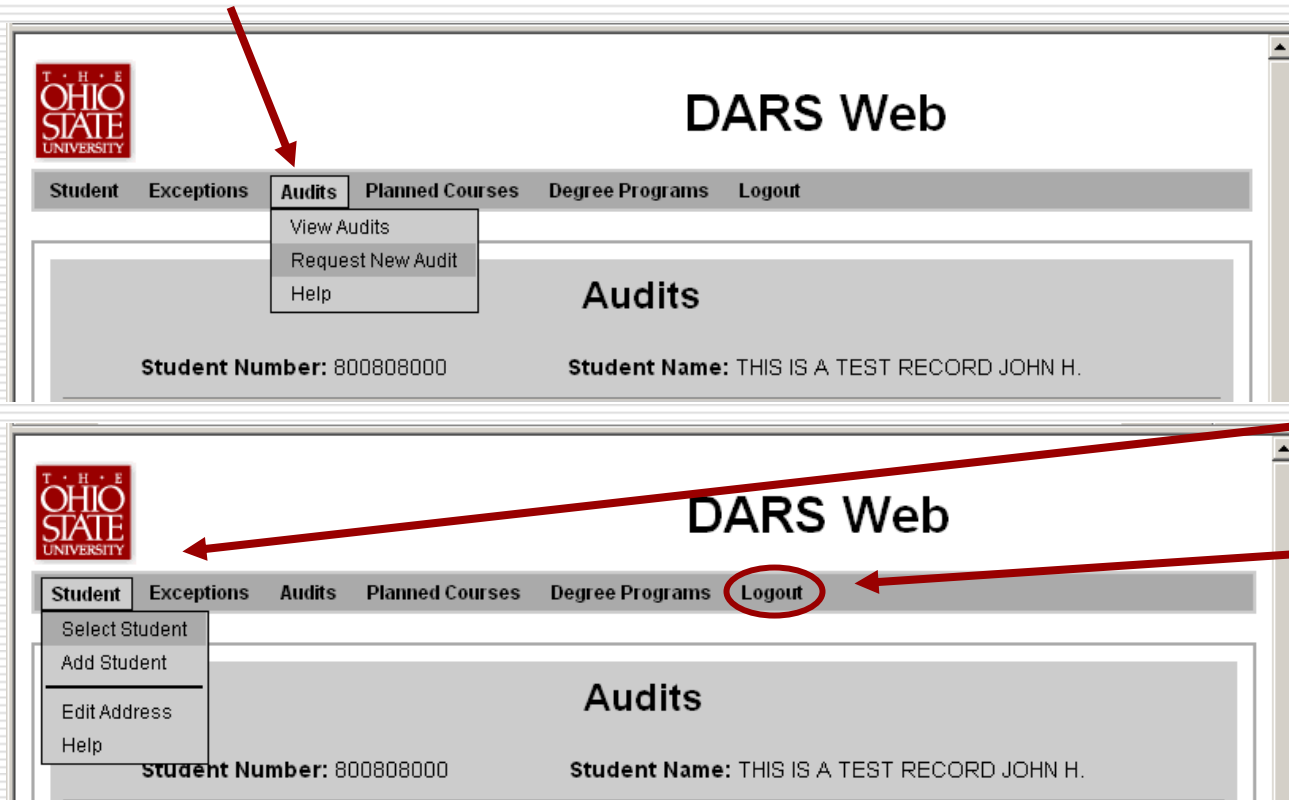 T · H · E
OHIO
STATE
UNIVERSITY
DARS Web
Student Exceptions Audits Planned Courses Degree Programs Logout
View Audits
Request New Audit
Help
Audits
Student Number: 800808000 Student Name: THIS IS A TEST RECORD JOHN H.
T · H · E
OHIO
STATE
UNIVERSITY
DARS Web
Student Exceptions Audits Planned Courses Degree Programs Logout
Select Student
Add Student
Edit Address
Help
Audits
Student Number: 800808000 Student Name: THIS IS A TEST RECORD JOHN H.